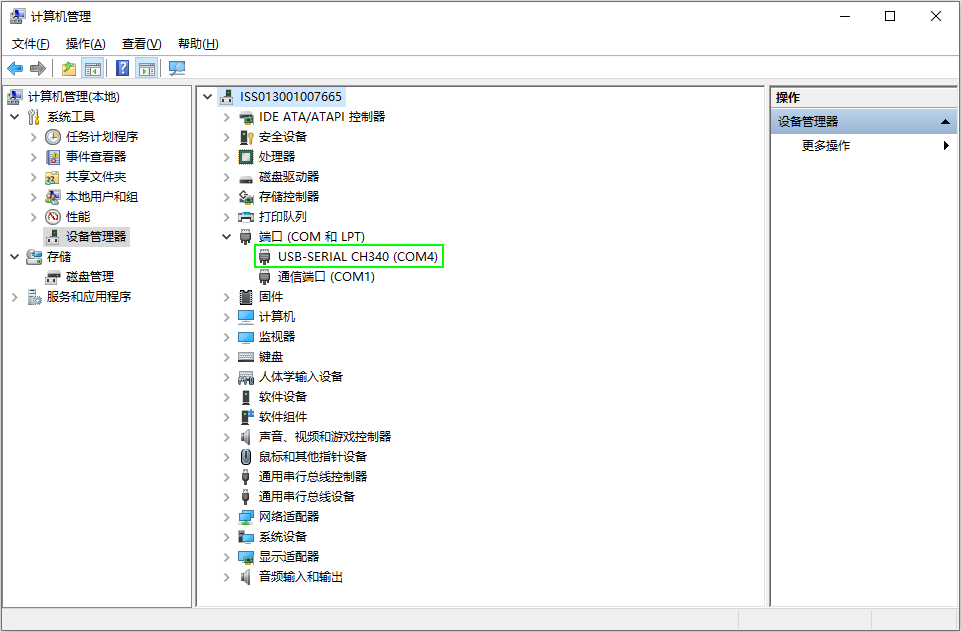 计算机管理
文件(F) 操作(A) 查看(V) 帮助(H)
计算机管理(本地)
系统工具
任务计划程序
事件查看器
共享文件夹
本地用户和组
性能
设备管理器
存储
磁盘管理
服务和应用程序
ISS013001007665
IDE ATA/ATAPI 控制器
安全设备
处理器
磁盘驱动器
存储控制器
打印队列
端口 (COM 和 LPT)
USB-SERIAL CH340 (COM4)
通信端口 (COM1)
固件
计算机
监视器
键盘
人体学输入设备
软件设备
软件组件
声音、视频和游戏控制器
鼠标和其他指针设备
通用串行总线控制器
通用串行总线设备
网络适配器
系统设备
显示适配器
音频输入和输出
操作
设备管理器
更多操作